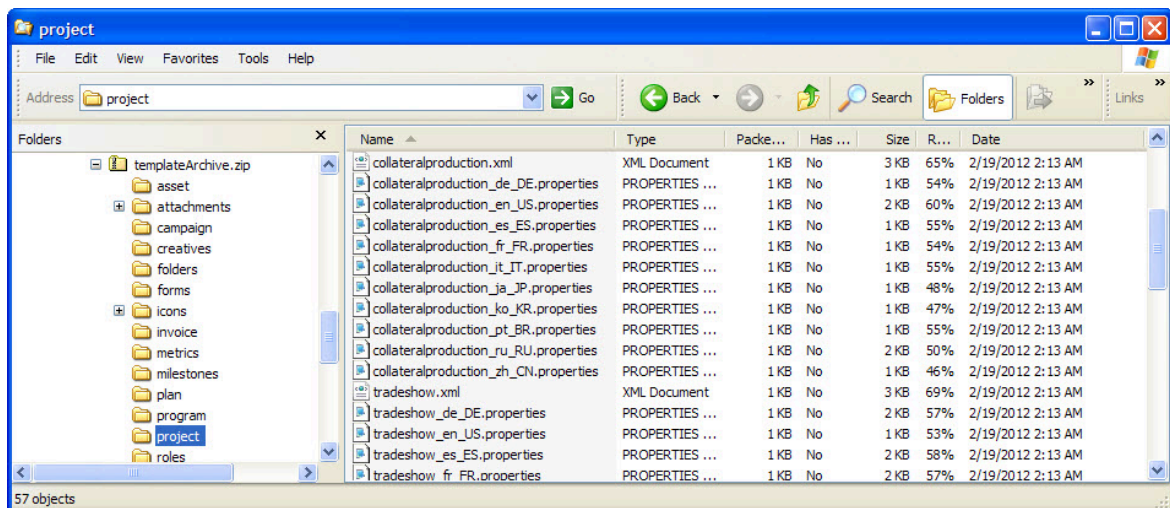 project
File Edit View Favorites Tools Help
Address project Go Back Search Folders » Links »
Folders x
templateArchive.zip
asset
attachments
campaign
creatives
folders
forms
icons
invoice
metrics
milestones
plan
program
project
roles
Name Type Packe... Has ... Size R... Date
collateralproduction.xml XML Document 1 KB No 3 KB 65% 2/19/2012 2:13 AM
collateralproduction_de_DE.properties PROPERTIES ... 1 KB No 1 KB 54% 2/19/2012 2:13 AM
collateralproduction_en_US.properties PROPERTIES ... 1 KB No 2 KB 60% 2/19/2012 2:13 AM
collateralproduction_es_ES.properties PROPERTIES ... 1 KB No 1 KB 55% 2/19/2012 2:13 AM
collateralproduction_fr_FR.properties PROPERTIES ... 1 KB No 1 KB 54% 2/19/2012 2:13 AM
collateralproduction_it_IT.properties PROPERTIES ... 1 KB No 1 KB 55% 2/19/2012 2:13 AM
collateralproduction_ja_JP.properties PROPERTIES ... 1 KB No 1 KB 48% 2/19/2012 2:13 AM
collateralproduction_ko_KR.properties PROPERTIES ... 1 KB No 1 KB 47% 2/19/2012 2:13 AM
collateralproduction_pt_BR.properties PROPERTIES ... 1 KB No 1 KB 55% 2/19/2012 2:13 AM
collateralproduction_ru_RU.properties PROPERTIES ... 1 KB No 2 KB 50% 2/19/2012 2:13 AM
collateralproduction_zh_CN.properties PROPERTIES ... 1 KB No 1 KB 46% 2/19/2012 2:13 AM
tradeshow.xml XML Document 1 KB No 3 KB 69% 2/19/2012 2:13 AM
tradeshow_de_DE.properties PROPERTIES ... 1 KB No 2 KB 57% 2/19/2012 2:13 AM
tradeshow_en_US.properties PROPERTIES ... 1 KB No 1 KB 53% 2/19/2012 2:13 AM
tradeshow_es_ES.properties PROPERTIES ... 1 KB No 2 KB 58% 2/19/2012 2:13 AM
tradeshow_fr_FR.properties PROPERTIES ... 1 KB No 2 KB 57% 2/19/2012 2:13 AM
57 objects